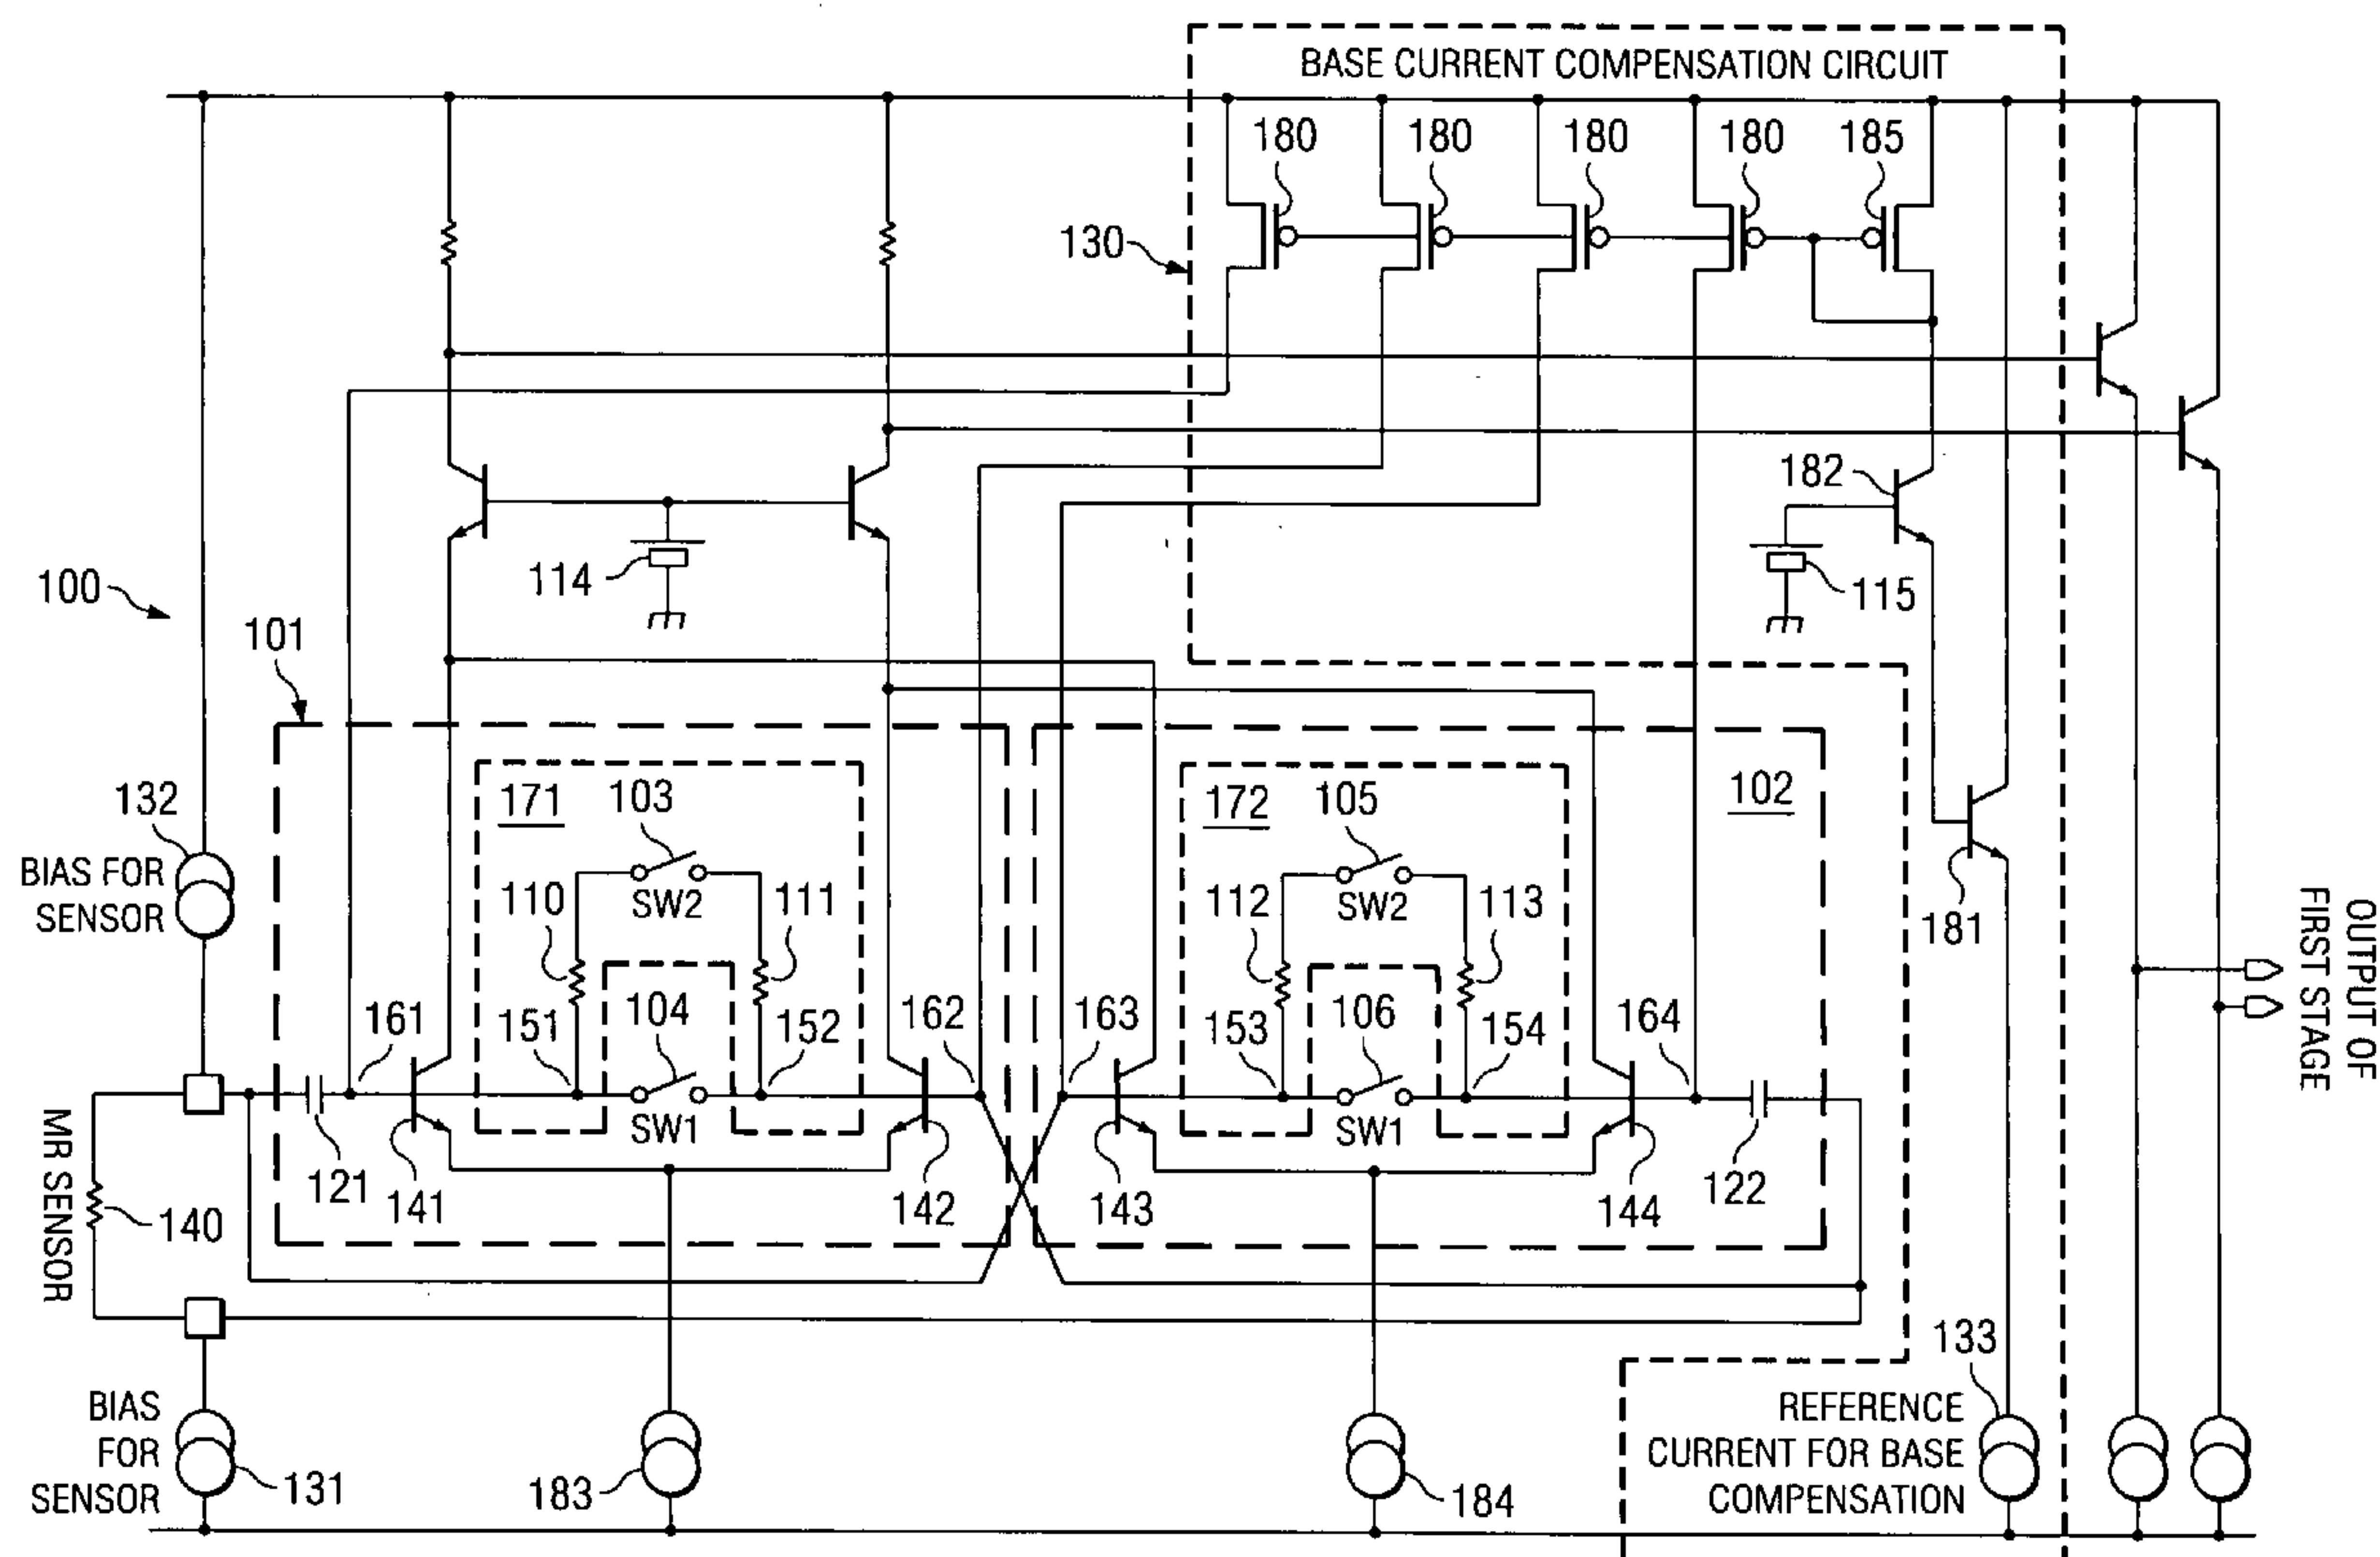 BASE CURRENT COMPENSATION CIRCUIT
180
180
180
180
185
130
182
114
115
100
101
132
171
103
172
105
102
BIAS FOR
SENSOR
110
SW2
111
112
SW2
113
181
OUTPUT OF
FIRST STAGE
161
151
104
152
162
163
153
106
154
164
SW1
SW1
MR SENSOR
121
141
142
143
144
122
140
133
BIAS
FOR
SENSOR
131
183
184
REFERENCE
CURRENT FOR BASE
COMPENSATION